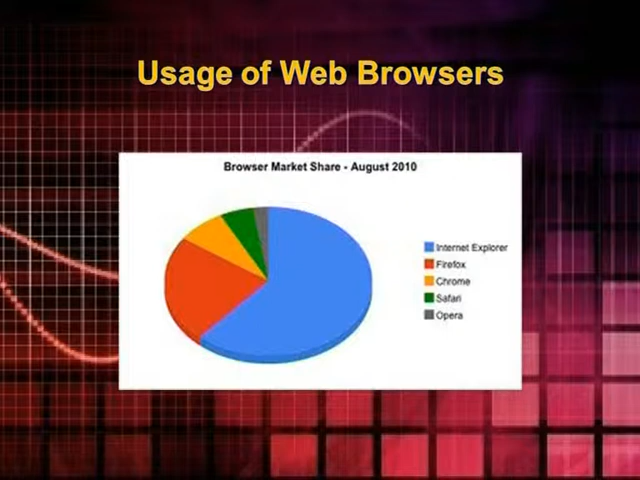 Usage of Web Browsers
Browser Market Share - August 2010
Internet Explorer
Firefox
Chrome
Safari
Opera